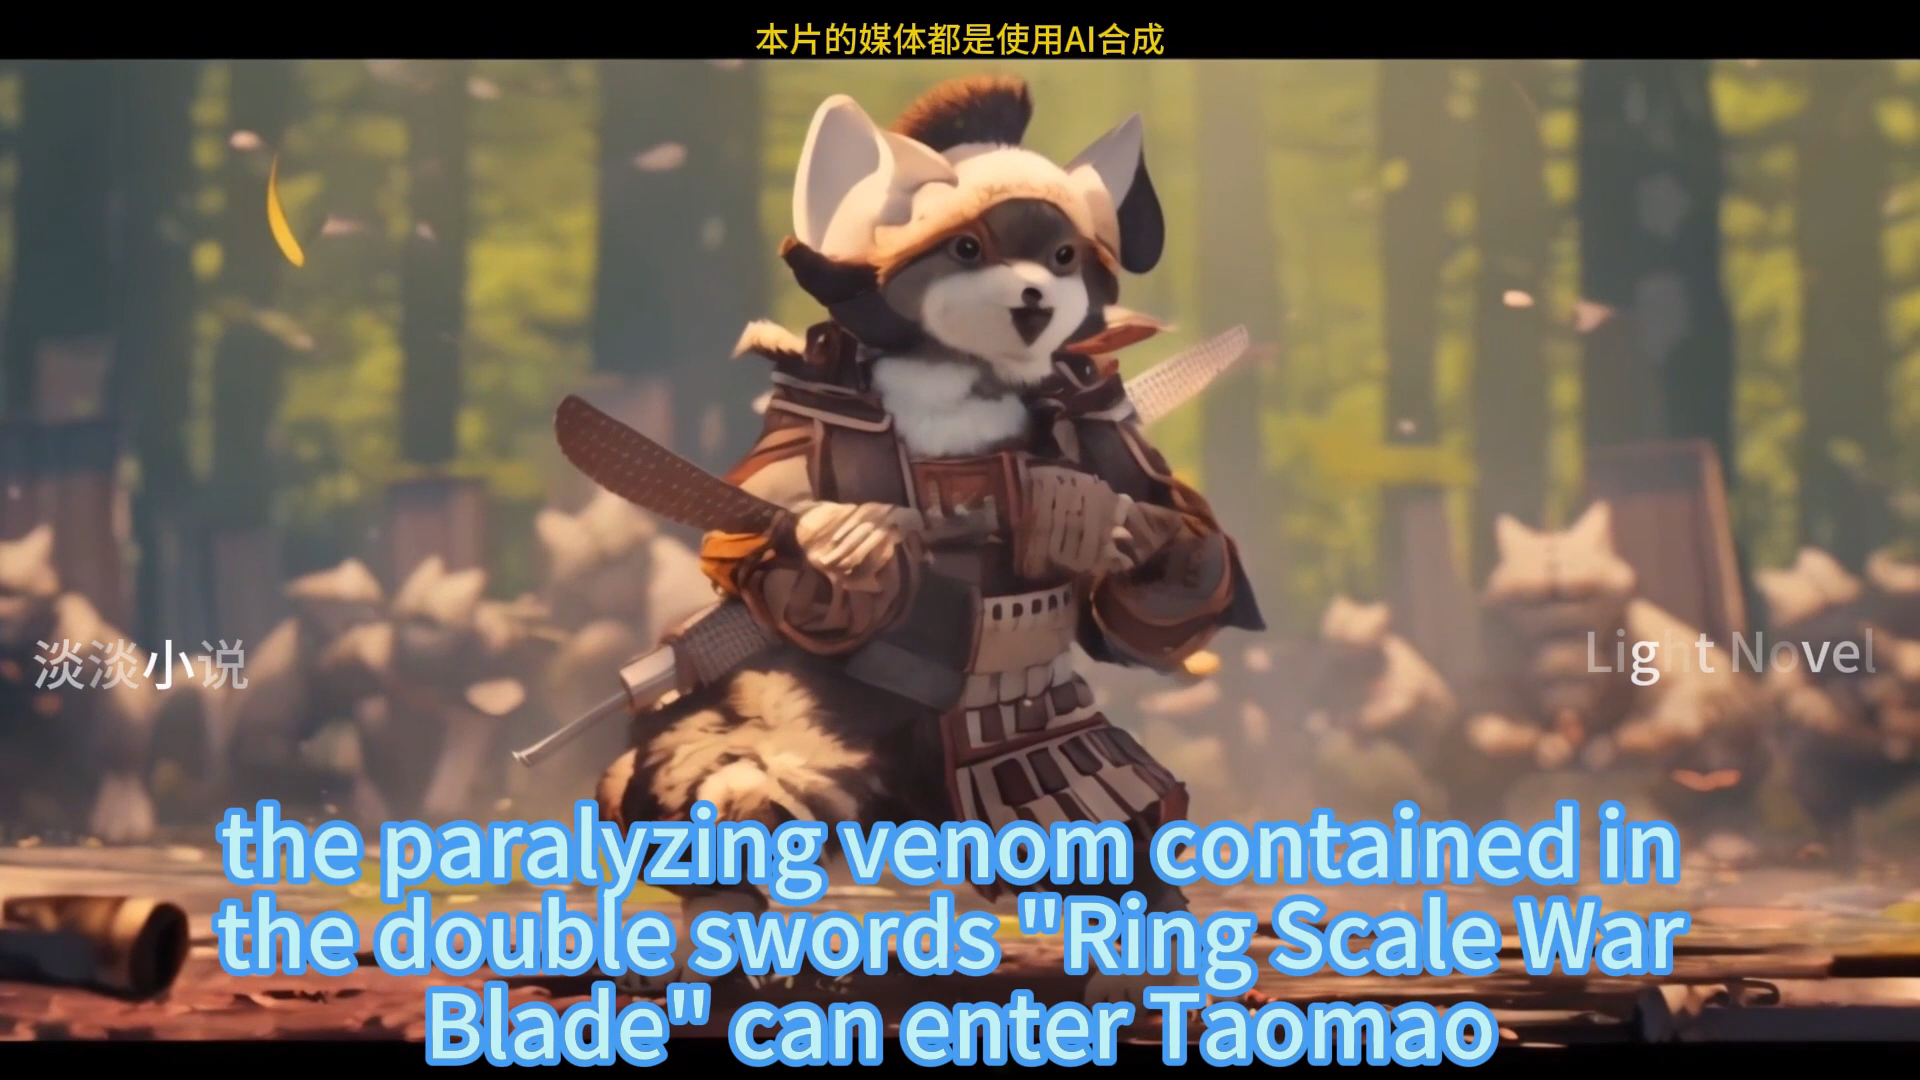 本片的媒体都是使用AI合成
淡淡小说
Light Novel
the paralyzing venom contained in
the double swords "Ring Scale War
Blade" can enter Taomao